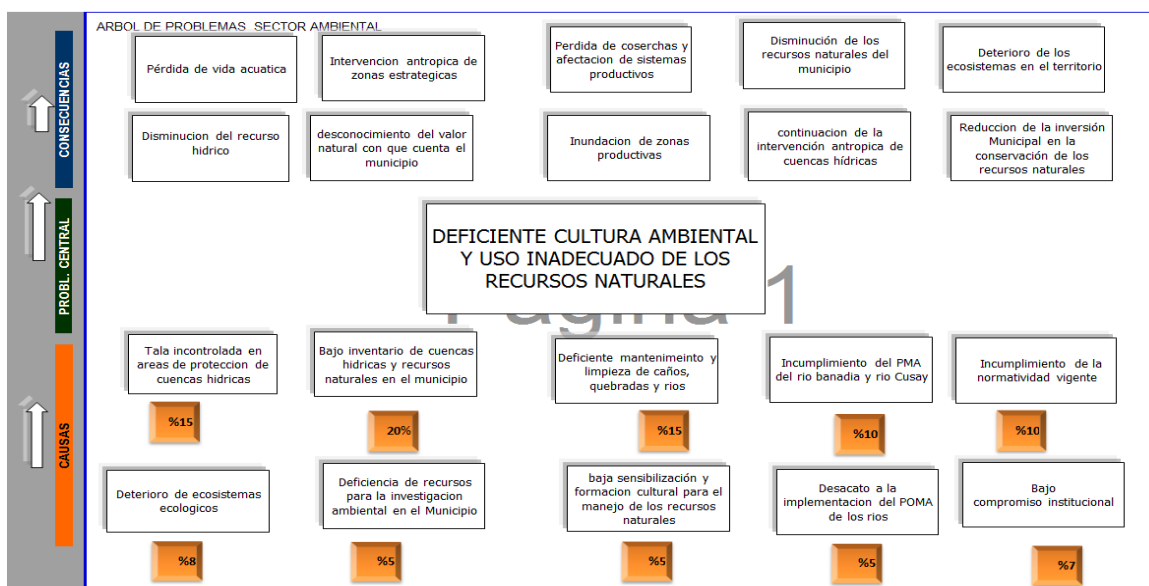 ARBOL DE PROBLEMAS SECTOR AMBIENTAL
CONSECUENCIAS
Pérdida de vida acuatica
Intervencion antropica de
zonas estrategicas
Perdida de coserchas y
afectacion de sistemas
productivos
Disminución de los
recursos naturales del
municipio
Deterioro de los
ecosistemas en el territorio
Disminucion del recurso
hidrico
desconocimiento del valor
natural con que cuenta el
municipio
Inundacion de zonas
productivas
continuacion de la
intervención antropica de
cuencas hídricas
Reduccion de la inversión
Municipal en la
conservación de los
recursos naturales
PROBL. CENTRAL
DEFICIENTE CULTURA AMBIENTAL
Y USO INADECUADO DE LOS
RECURSOS NATURALES
Página 1
CAUSAS
Tala incontrolada en
areas de proteccion de
cuencas hidricas
%15
Bajo inventario de cuencas
hidricas y recursos
naturales en el municipio
20%
Deficiente mantenimeito y
limpieza de caños,
quebradas y rios
%15
Incumplimiento del PMA
del rio banadia y rio Cusay
%10
Incumplimiento de la
normatividad vigente
%10
Deterioro de ecosistemas
ecologicos
%8
Deficiencia de recursos
para la investigacion
ambiental en el Municipio
%5
baja sensibilización y
formacion cultural para el
manejo de los recursos
naturales
%5
Desacato a la
implementacion del POMA
de los rios
%5
Bajo
compromiso institucional
%7